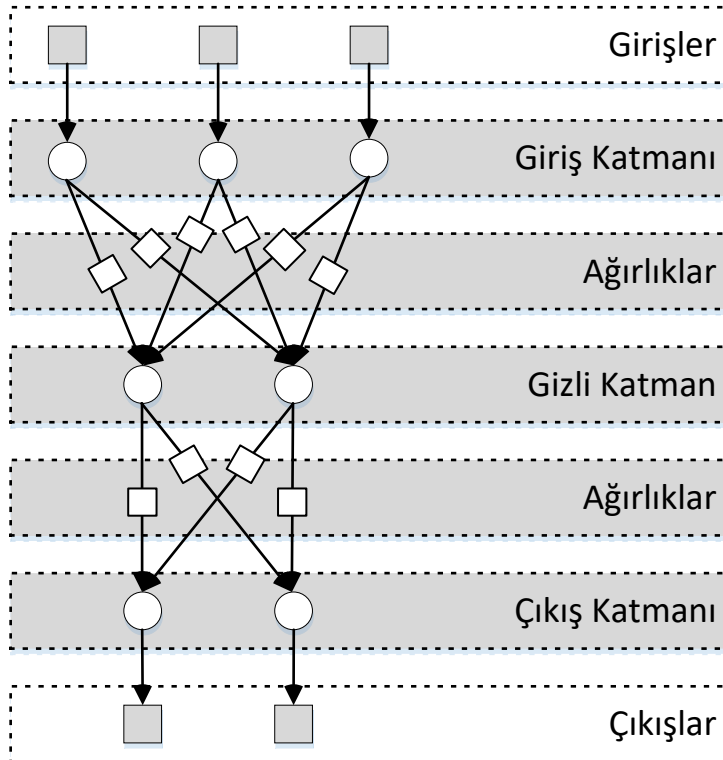 Girişler
Giriş Katmanı
Ağırlıklar
Gizli Katman
Ağırlıklar
Çıkış Katmanı
Çıkışlar